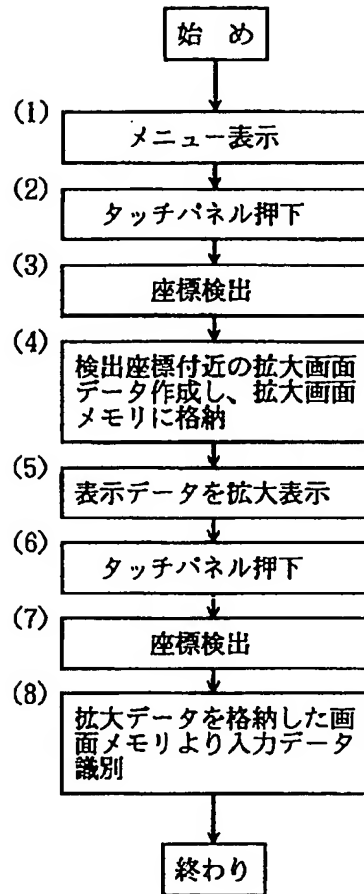 始 め
(1)
メニュー表示
(2)
タッチパネル押下
(3)
座標検出
(4)
検出座標付近の拡大画面
データ作成し、拡大画面
メモリに格納
(5)
表示データを拡大表示
(6)
タッチパネル押下
(7)
座標検出
(8)
拡大データを格納した画
面メモリより入力データ
識別
終わり